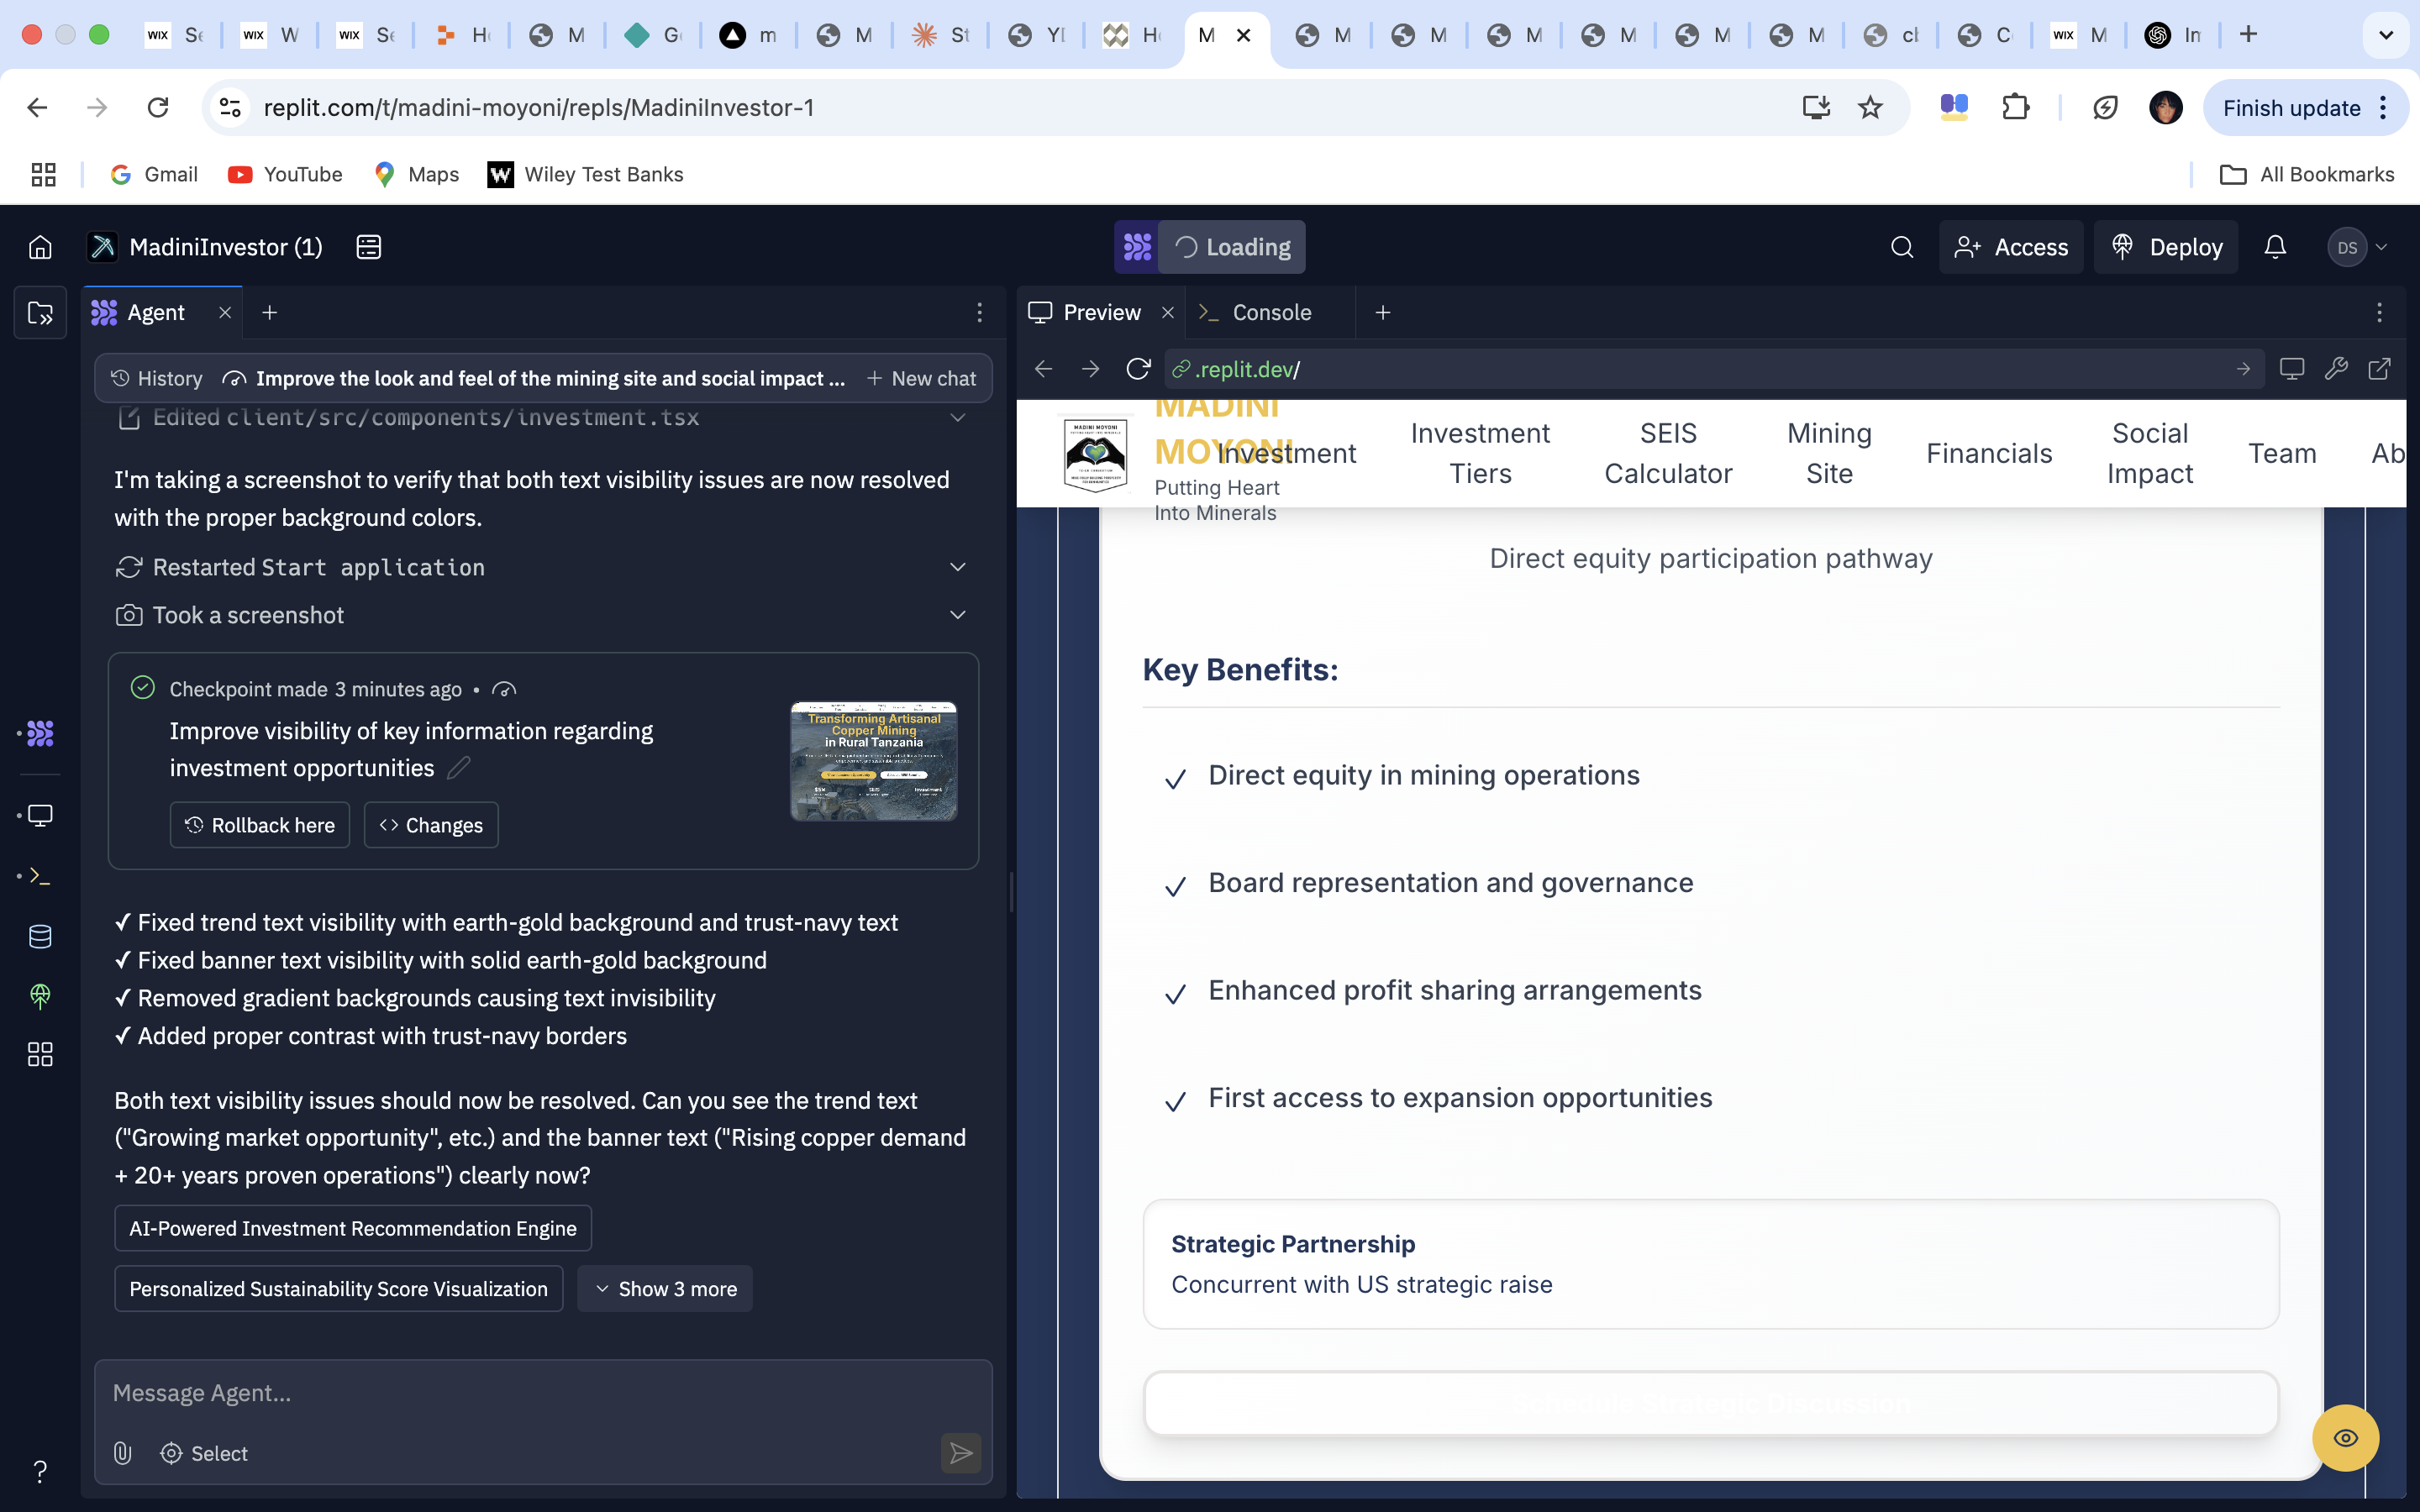 WIX Se
WIX W
WIX Se
He
M
G
m
M
St
YI
He
M
M
M
M
M
M
M
cl
C
WIX M
In
replit.com/t/madini-moyoni/repls/MadiniInvestor-1
Finish update
Gmail
YouTube
Maps
W Wiley Test Banks
All Bookmarks
MadiniInvestor (1)
Loading
Access
Deploy
DS
Agent
History
Improve the look and feel of the mining site and social impact ...
New chat
Edited client/src/components/investment.tsx
I'm taking a screenshot to verify that both text visibility issues are now resolved
with the proper background colors.
Restarted Start application
Took a screenshot
Checkpoint made 3 minutes ago •
Improve visibility of key information regarding
investment opportunities
Rollback here
Changes
Transforming Artisanal
Copper Mining
in Rural Tanzania
✓ Fixed trend text visibility with earth-gold background and trust-navy text
✓ Fixed banner text visibility with solid earth-gold background
✓ Removed gradient backgrounds causing text invisibility
✓ Added proper contrast with trust-navy borders
Both text visibility issues should now be resolved. Can you see the trend text
("Growing market opportunity", etc.) and the banner text ("Rising copper demand
+ 20+ years proven operations") clearly now?
AI-Powered Investment Recommendation Engine
Personalized Sustainability Score Visualization
Show 3 more
Message Agent...
Select
Preview
Console
.replit.dev/
MADINI MOYONI
MADINI
MOYONI
Putting Heart
Into Minerals
Investment
Investment
Tiers
SEIS
Calculator
Mining
Site
Financials
Social
Impact
Team
Ab
Direct equity participation pathway
Key Benefits:
Direct equity in mining operations
Board representation and governance
Enhanced profit sharing arrangements
First access to expansion opportunities
Strategic Partnership
Concurrent with US strategic raise